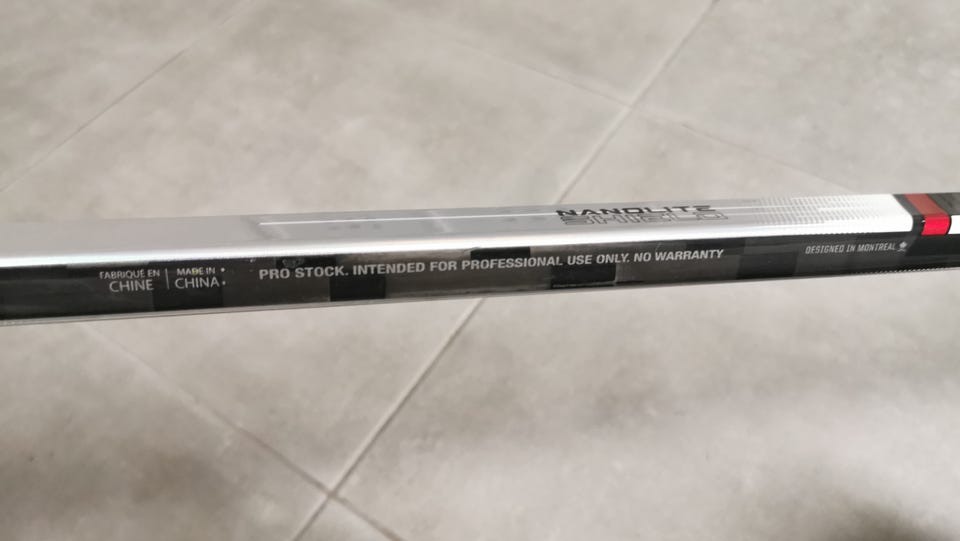 NANOLITE
SHIELD
FABRIQUÉ EN
CHINE
MADE IN
CHINA
PRO STOCK. INTENDED FOR PROFESSIONAL USE ONLY. NO WARRANTY
DESIGNED IN MONTREAL